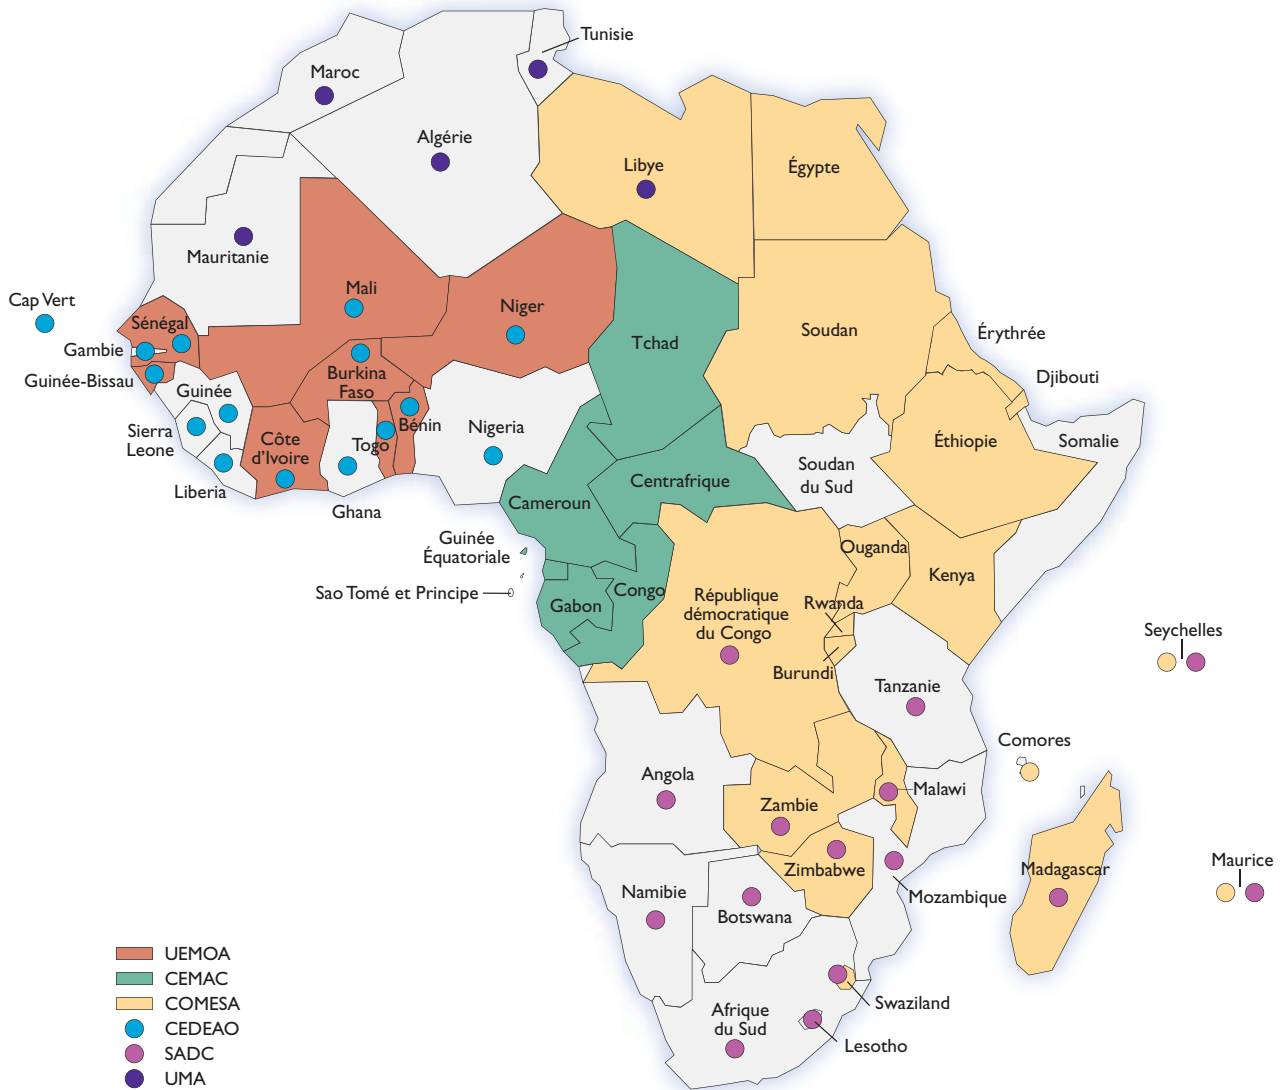 Tunisie
Maroc
Algérie
Libye
Égypte
Mauritanie
Cap Vert
Mali
Niger
Sénégal
Gambie
Tchad
Soudan
Érythrée
Guinée-Bissau
Burkina
Faso
Djibouti
Guinée
Bénin
Nigeria
Sierra
Leone
Côte
d'Ivoire
Togo
Éthiopie
Somalie
Soudan
du Sud
Centrafrique
Liberia
Ghana
Cameroun
Guinée
Équatoriale
Ouganda
Kenya
Sao Tomé et Principe
Gabon
Congo
République
démocratique
du Congo
Rwanda
Seychelles
Burundi
Tanzanie
Comores
Angola
Malawi
Zambie
Zimbabwe
Madagascar
Maurice
Namibie
Botswana
Mozambique
Swaziland
Afrique
du Sud
Lesotho
UEMOA
CEMAC
COMESA
CEDEAO
SADC
UMA